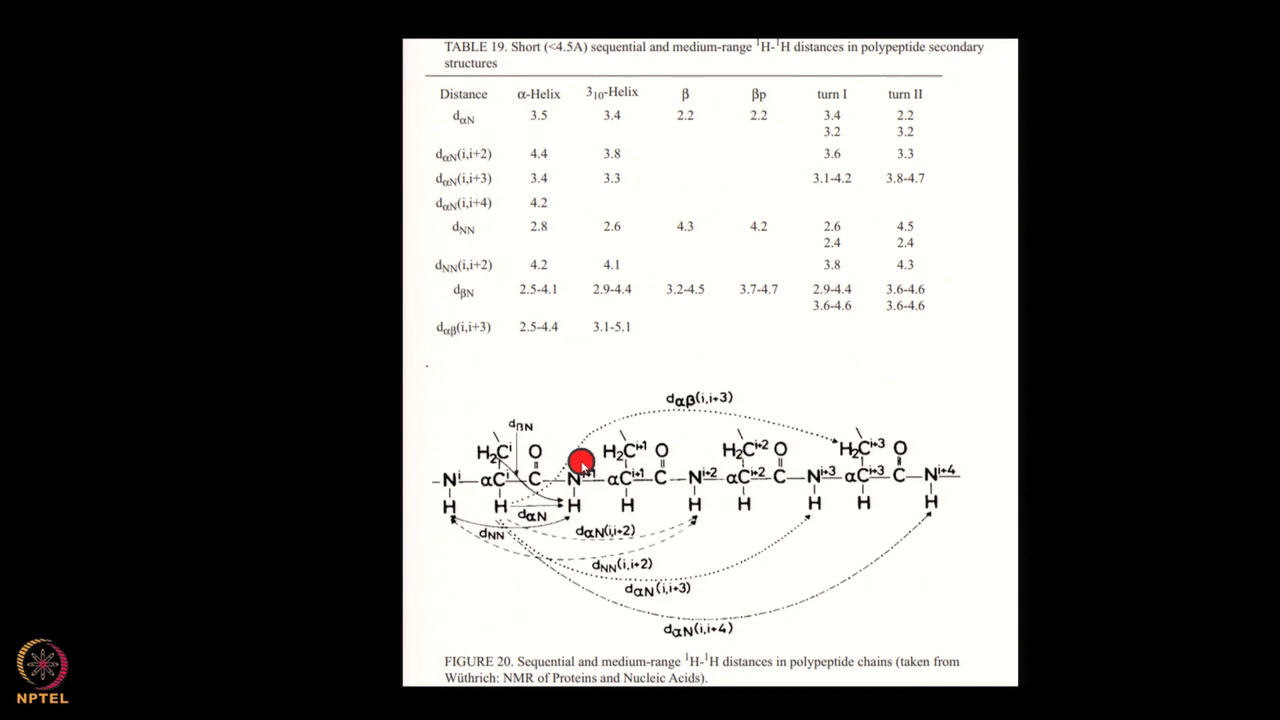 TABLE 19. Short (<4.5A) sequential and medium-range ¹H-¹H distances in polypeptide secondary
structures
Distance α-Helix 3₁₀-Helix β βp turn I turn II
dαN 3.5 3.4 2.2 2.2 3.4 2.2
3.2 3.2
dαN(i,i+2) 4.4 3.8 3.6 3.3
dαN(i,i+3) 3.4 3.3 3.1-4.2 3.8-4.7
dαN(i,i+4) 4.2
dNN 2.8 2.6 4.3 4.2 2.6 4.5
2.4 2.4
dNN(i,i+2) 4.2 4.1 3.8 4.3
dβN 2.5-4.1 2.9-4.4 3.2-4.5 3.7-4.7 2.9-4.4 3.6-4.6
3.6-4.6 3.6-4.6
dαβ(i,i+3) 2.5-4.4 3.1-5.1
dαβ(i,i+3)
dβN
H₂Cⁱ O H₂Cⁱ⁺¹ O H₂Cⁱ⁺² O H₂Cⁱ⁺³ O
Nⁱ αCⁱ C N αCⁱ⁺¹ C Nⁱ⁺² αCⁱ⁺² C Nⁱ⁺³ αCⁱ⁺³ C Nⁱ⁺⁴
H H H H H H H H H
dαN
dNN dαN(i,i+2)
dNN(i,i+2)
dαN(i,i+3)
dαN(i,i+4)
FIGURE 20. Sequential and medium-range ¹H-¹H distances in polypeptide chains (taken from
Wüthrich: NMR of Proteins and Nucleic Acids).
NPTEL